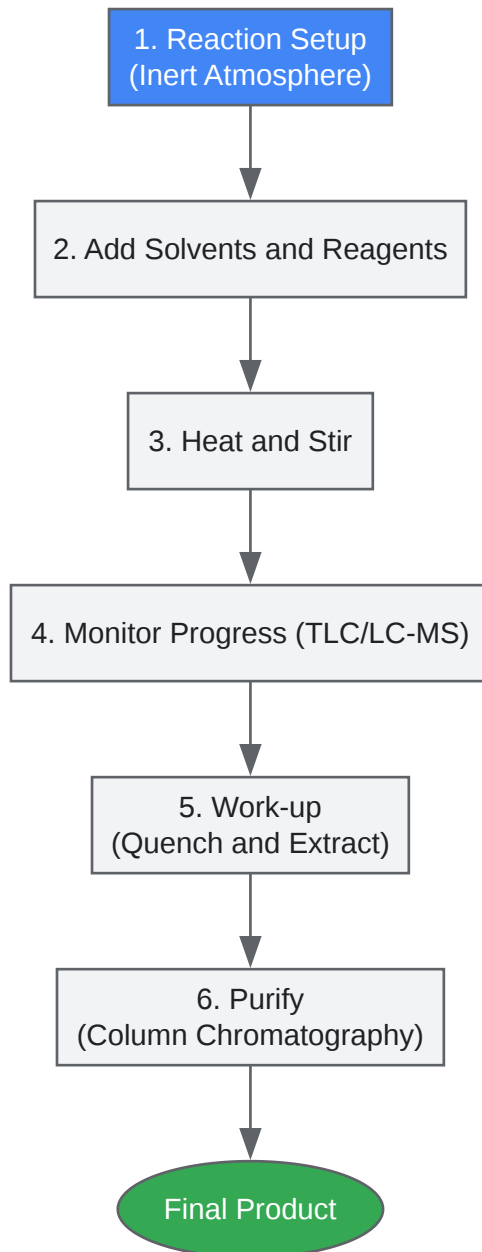 1. Reaction Setup
(Inert Atmosphere)
2. Add Solvents and Reagents
3. Heat and Stir
4. Monitor Progress (TLC/LC-MS)
5. Work-up
(Quench and Extract)
6. Purify
(Column Chromatography)
Final Product